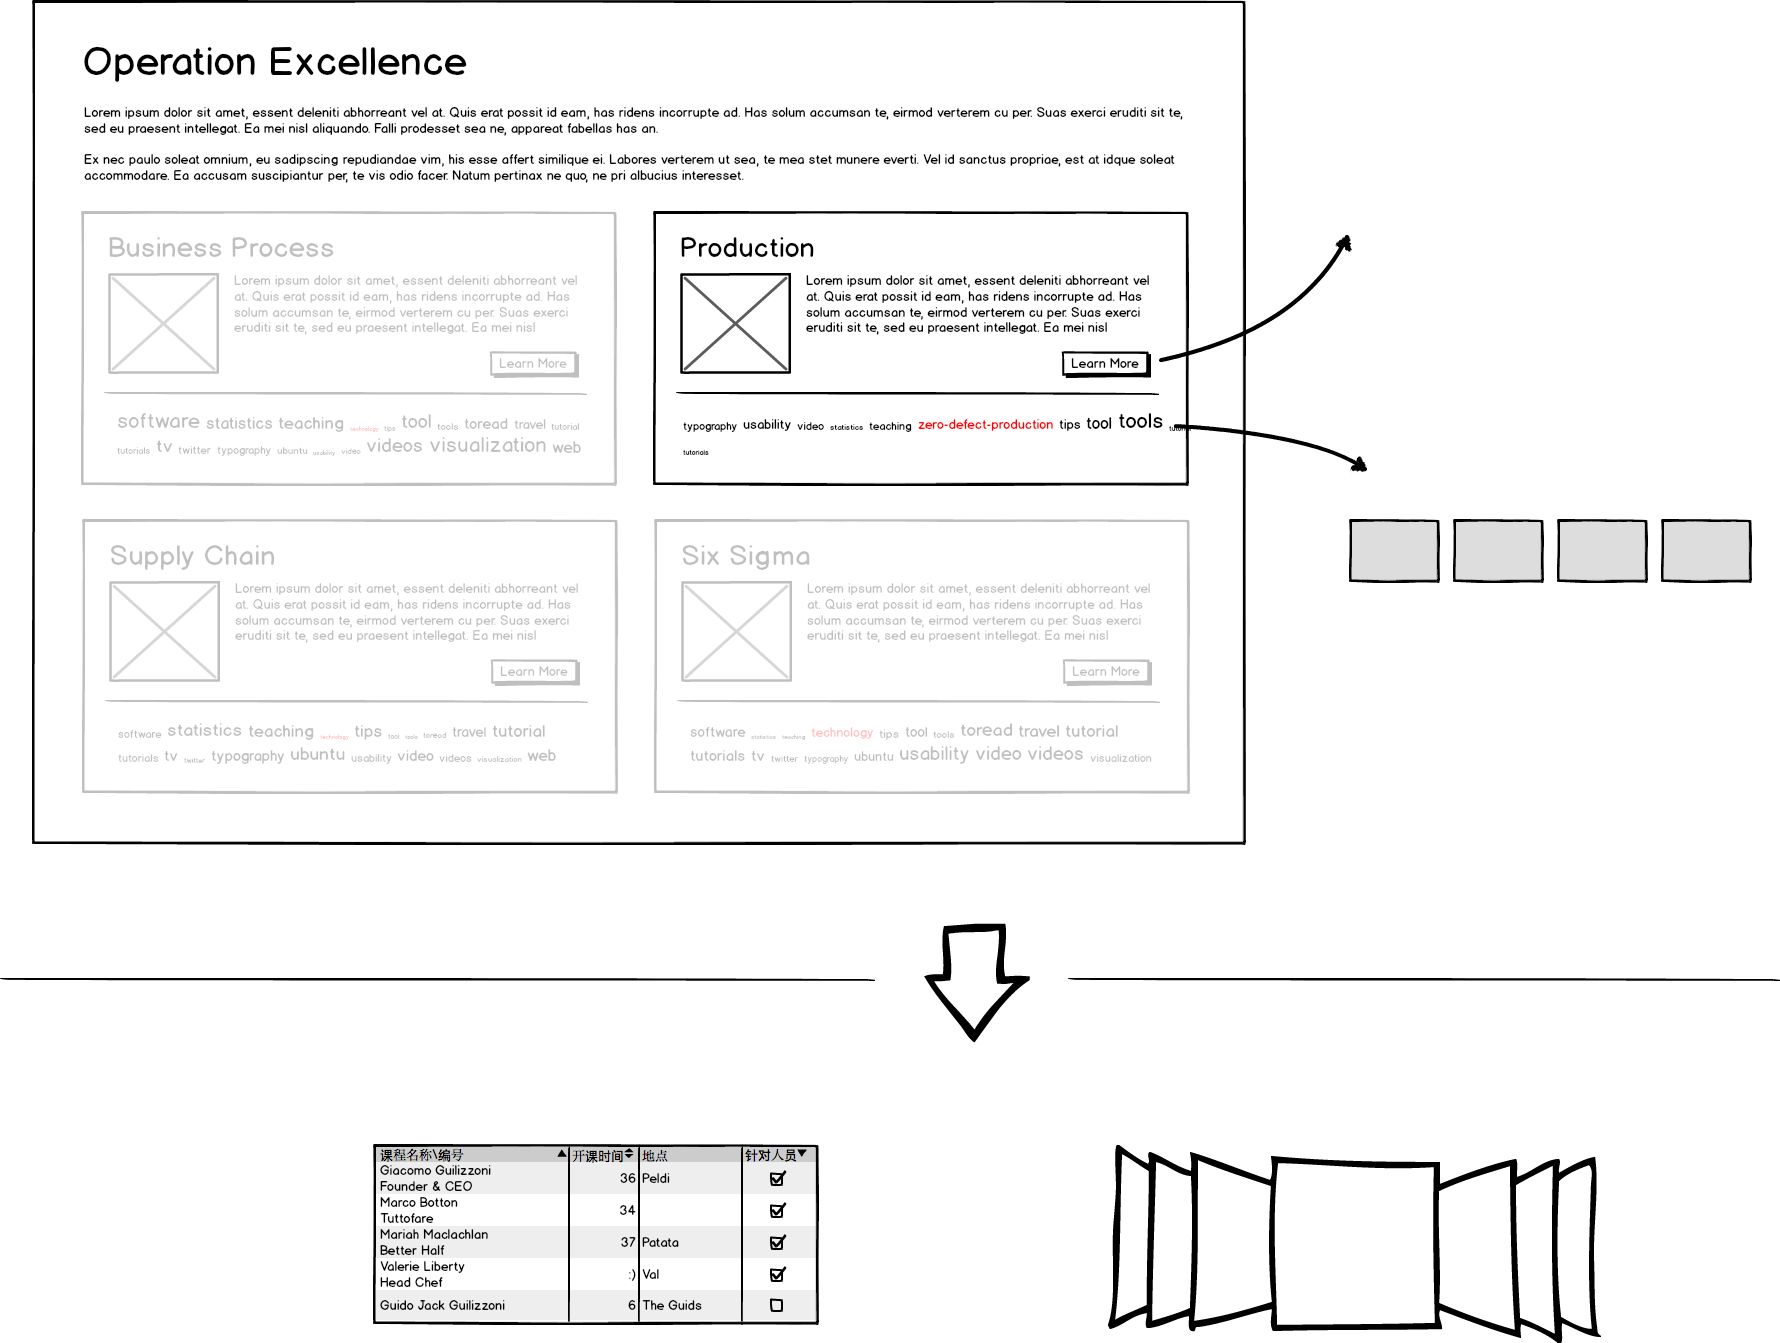 Operation Excellence
Lorem ipsum dolor sit amet, essent deleniti abhorreant vel at. Quis erat possit id eam, has ridens incorrupte ad. Has solum accumsan te, eirmod verterem cu per. Suas exerci eruditi sit te,
sed eu praesent intellegat. Ea mei nisl aliquando. Falli prodesset sea ne, appareat fabellas has an.
Ex nec paulo soleat omnium, eu sadipscing repudiandae vim, his esse affert similique ei. Labores verterem ut sea, te mea stet munere everti. Vel id sanctus propriae, est at idque soleat
accommodare. Ea accusam suscipiantur per, te vis odio facer. Natum pertinax ne quo, ne pri albucius interesset.
Business Process
Lorem ipsum dolor sit amet, essent deleniti abhorreant vel
at. Quis erat possit id eam, has ridens incorrupte ad. Has
solum accumsan te, eirmod verterem cu per. Suas exerci
eruditi sit te, sed eu praesent intellegat. Ea mei nisl
Learn More
software statistics teaching technology tips tool tools toread travel tutorial
tutorials tv twitter typography ubuntu usability video videos visualization web
Production
Lorem ipsum dolor sit amet, essent deleniti abhorreant vel
at. Quis erat possit id eam, has ridens incorrupte ad. Has
solum accumsan te, eirmod verterem cu per. Suas exerci
eruditi sit te, sed eu praesent intellegat. Ea mei nisl
Learn More
typography usability video statistics teaching zero-defect-production tips tool tools tutorial
tutorials
Supply Chain
Lorem ipsum dolor sit amet, essent deleniti abhorreant vel
at. Quis erat possit id eam, has ridens incorrupte ad. Has
solum accumsan te, eirmod verterem cu per. Suas exerci
eruditi sit te, sed eu praesent intellegat. Ea mei nisl
Learn More
software statistics teaching technology tips tool tools toread travel tutorial
tutorials tv twitter typography ubuntu usability video videos visualization web
Six Sigma
Lorem ipsum dolor sit amet, essent deleniti abhorreant vel
at. Quis erat possit id eam, has ridens incorrupte ad. Has
solum accumsan te, eirmod verterem cu per. Suas exerci
eruditi sit te, sed eu praesent intellegat. Ea mei nisl
Learn More
software statistics teaching technology tips tool tools toread travel tutorial
tutorials tv twitter typography ubuntu usability video videos visualization
课程名称\编号 开课时间 地点 针对人员
Giacomo Guilizzoni
Founder & CEO 36 Peldi
Marco Botton
Tuttofare 34
Mariah Maclachlan
Better Half 37 Patata
Valerie Liberty
Head Chef :) Val
Guido Jack Guilizzoni 6 The Guids